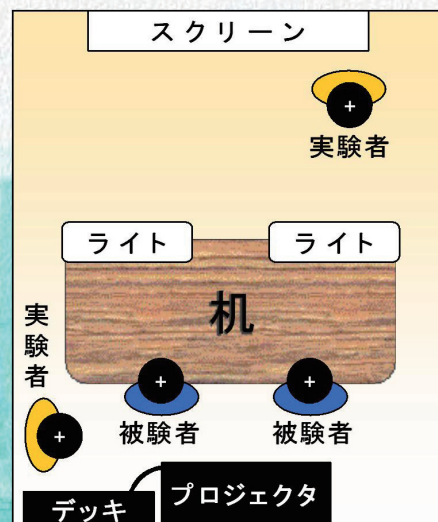 スクリーン
実験者
ライト
ライト
机
実験者
被験者
被験者
デッキ
プロジェクタ